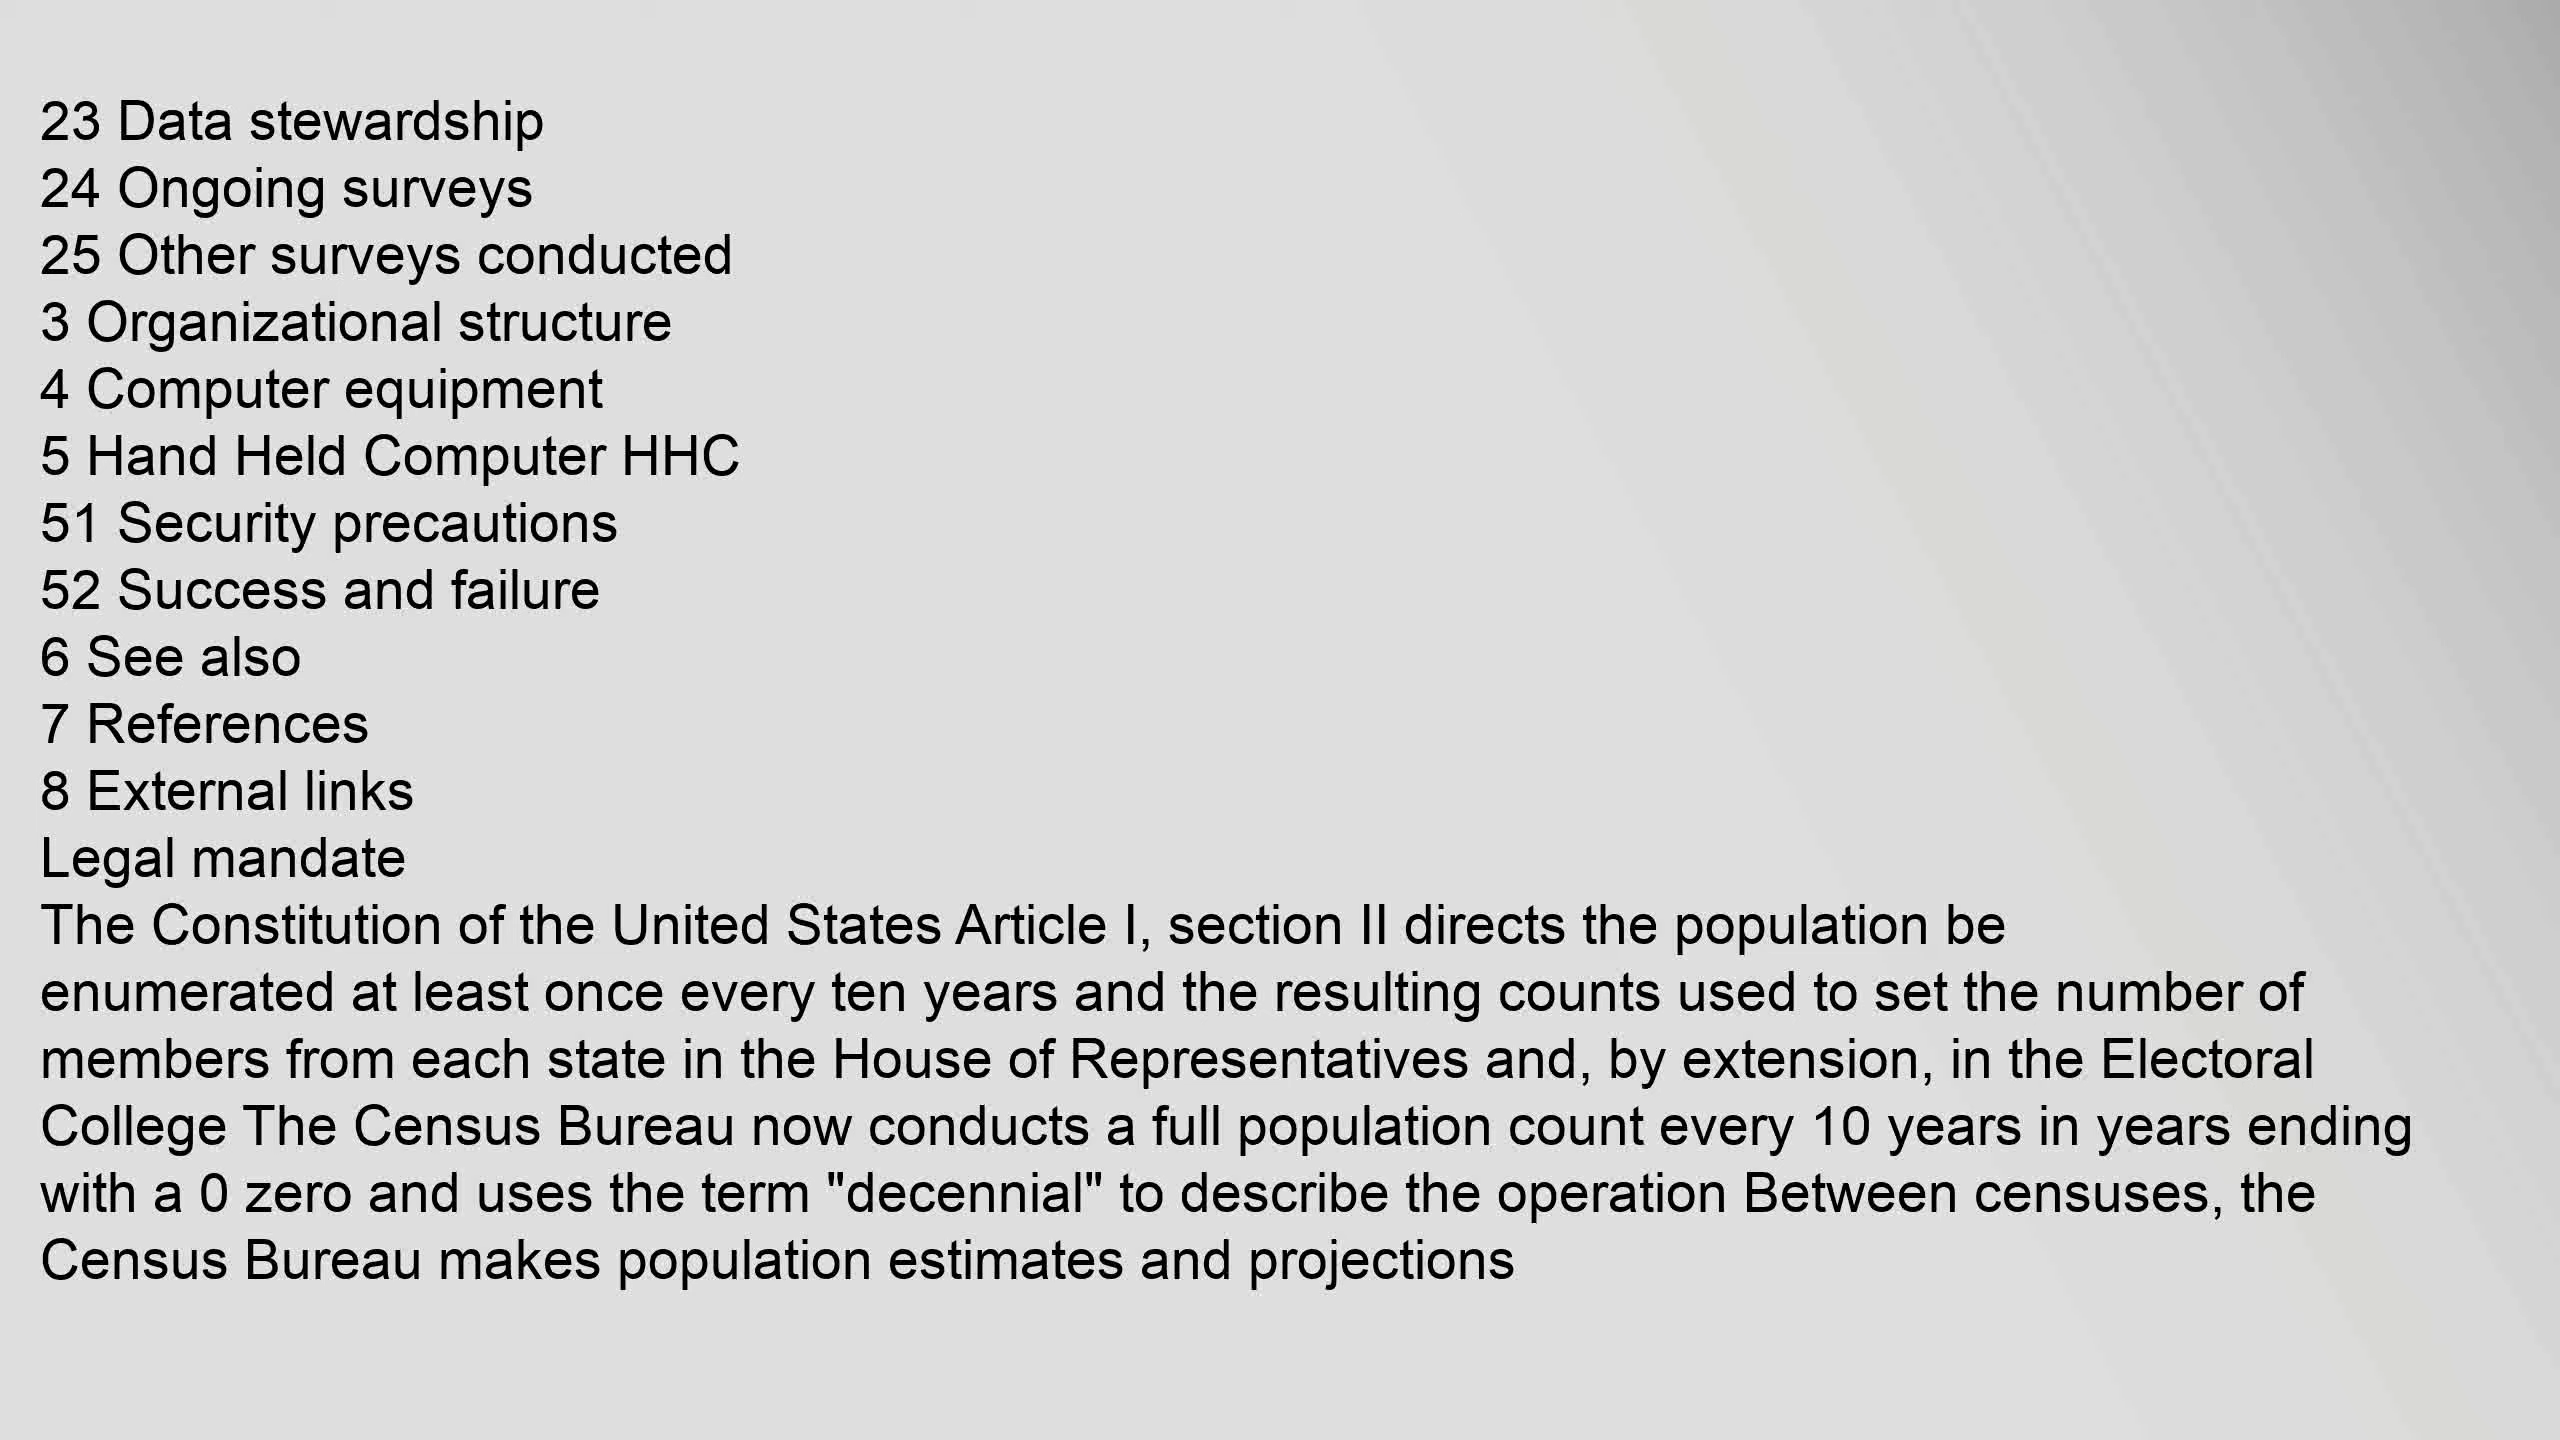 23 Data stewardship
24 Ongoing surveys
25 Other surveys conducted
3 Organizational structure
4 Computer equipment
5 Hand Held Computer HHC
51 Security precautions
52 Success and failure
6 See also
7 References
8 External links
Legal mandate
The Constitution of the United States Article I, section II directs the population be
enumerated at least once every ten years and the resulting counts used to set the number of
members from each state in the House of Representatives and, by extension, in the Electoral
College The Census Bureau now conducts a full population count every 10 years in years ending
with a 0 zero and uses the term "decennial" to describe the operation Between censuses, the
Census Bureau makes population estimates and projections